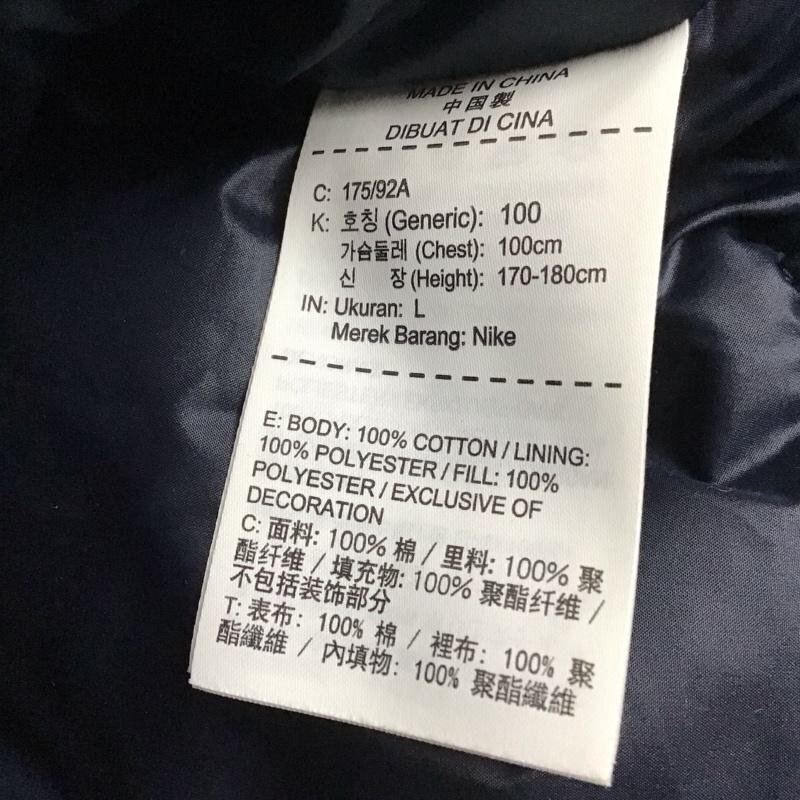 MADE IN CHINA
中国製
DIBUAT DI CINA
C: 175/92A
K: 호칭 (Generic): 100
가슴둘레 (Chest): 100cm
신 장 (Height): 170-180cm
IN: Ukuran: L
Merek Barang: Nike
E: BODY: 100% COTTON / LINING:
100% POLYESTER / FILL: 100%
POLYESTER / EXCLUSIVE OF
DECORATION
C: 面料: 100% 棉 / 里料: 100% 聚
酯纤维 / 填充物: 100% 聚酯纤维 /
不包括装饰部分
T: 表布: 100% 棉 / 裡布: 100% 聚
酯纖維 / 內填物: 100% 聚酯纖維